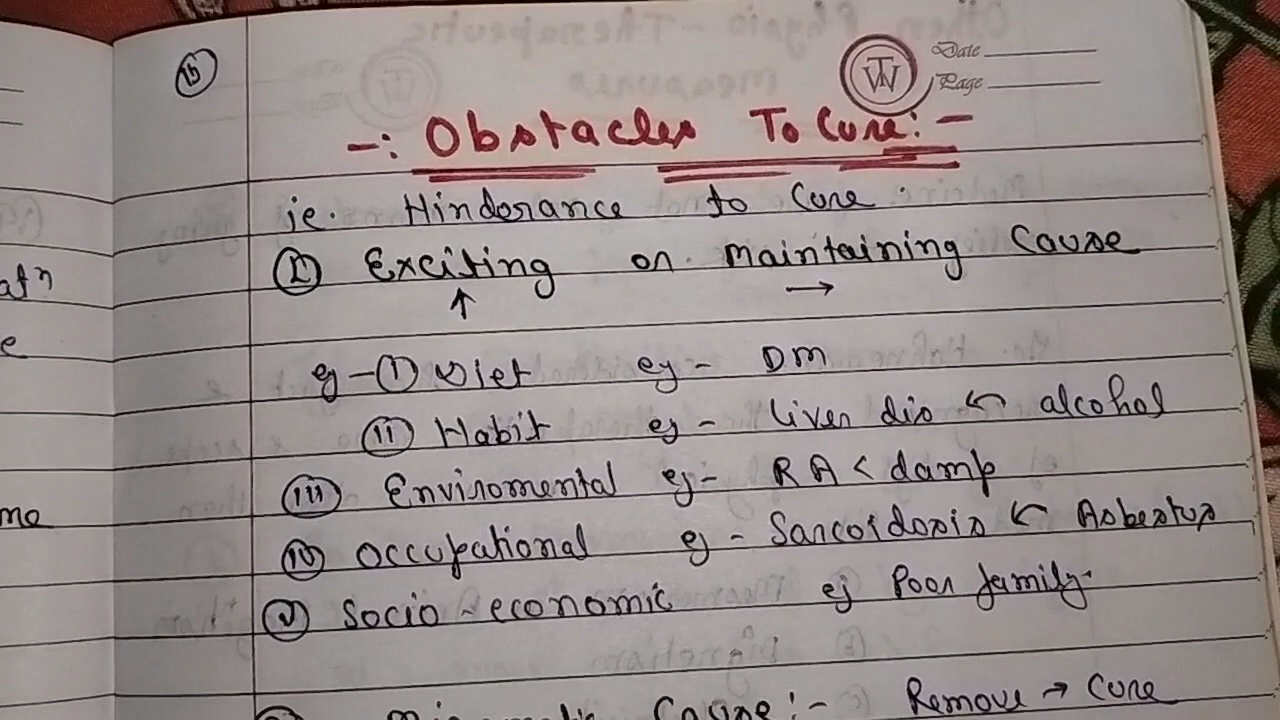 15
Date
Page
-: Obstacles To Cure:-
ie. Hinderance to Cure.
(I) Exciting or Maintaining Cause
↑ →
eg - (i) Diet eg - DM
(ii) Habit eg - liver dis ← alcohol
(iii) Enviromental eg - RA < damp
(iv) Occupational eg - Sarcoidosis ← Asbestus
(v) Socio-economic eg Poor family.
Cause:- Remove → Cure